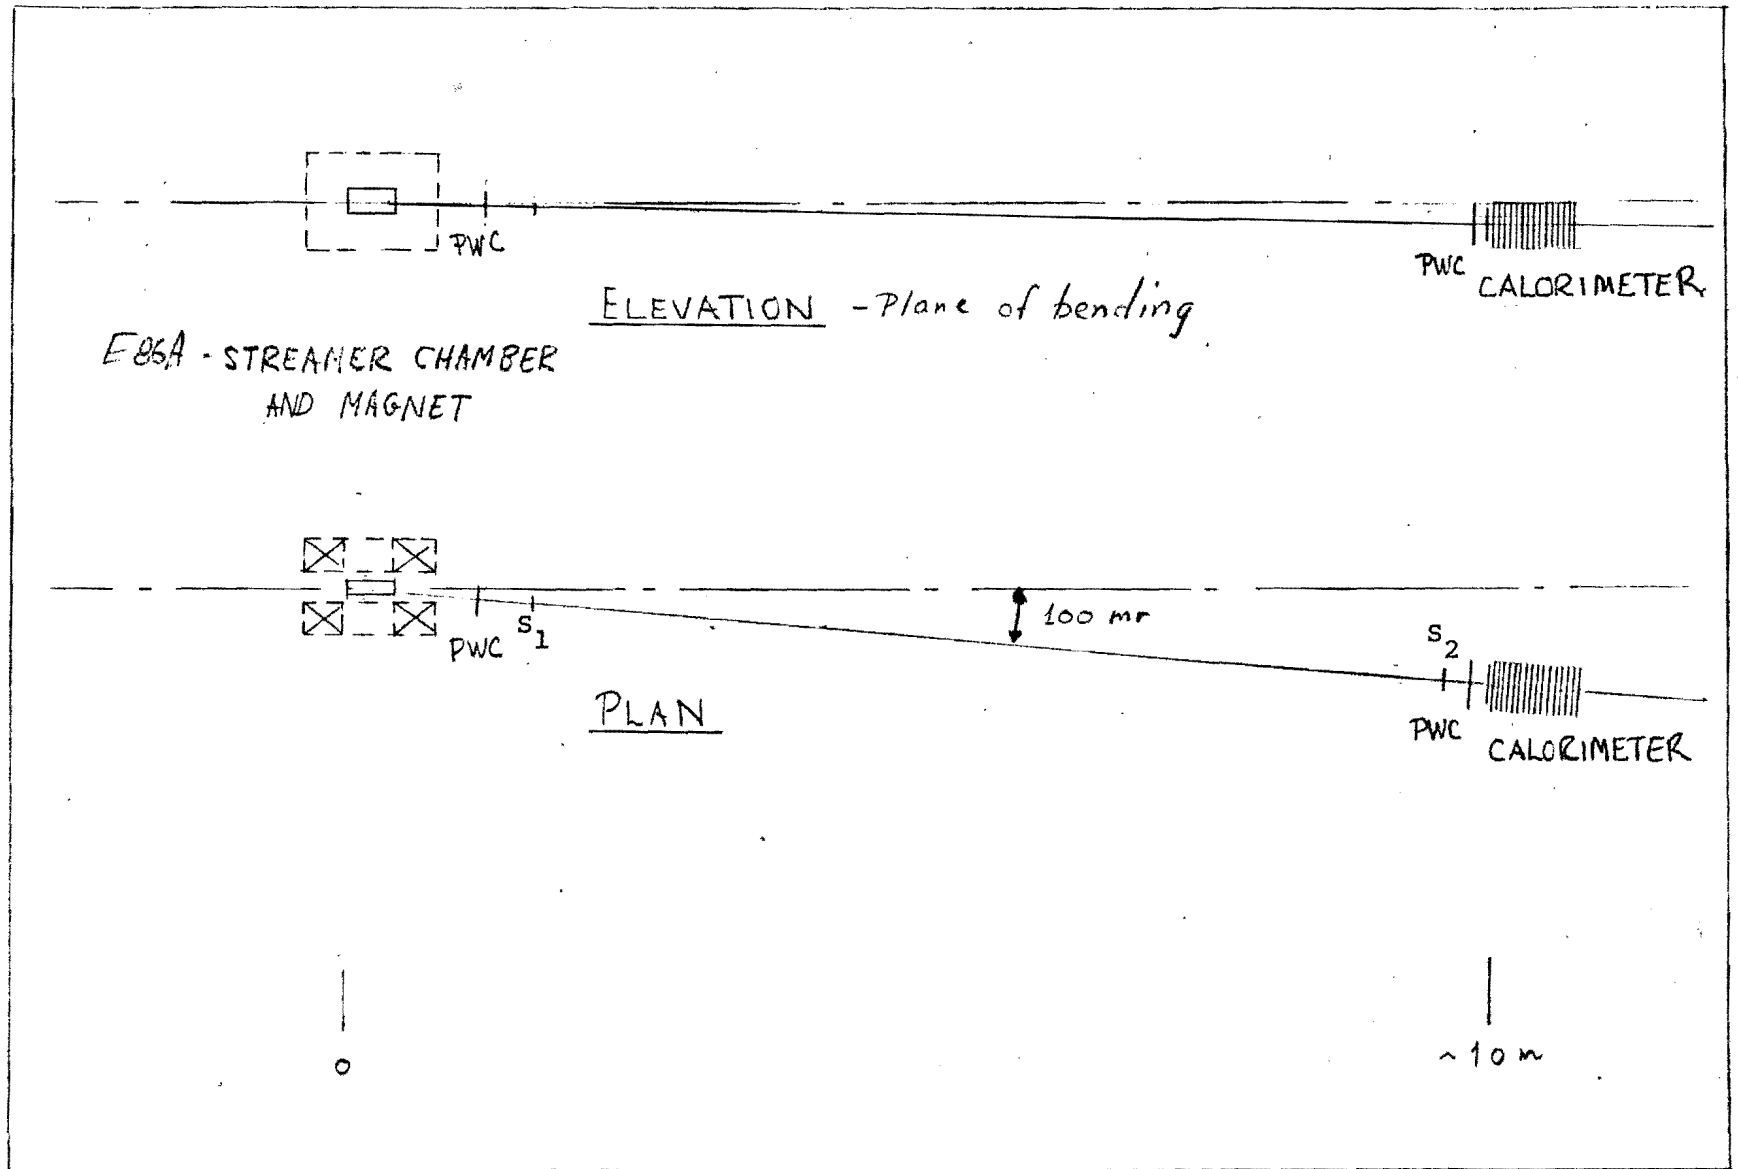 PWC
PWC
CALORIMETER
ELEVATION - Plane of bending
E86A - STREAMER CHAMBER
AND MAGNET
100 mr
S1
S2
PWC
PWC
PLAN
CALORIMETER
0
~10 m